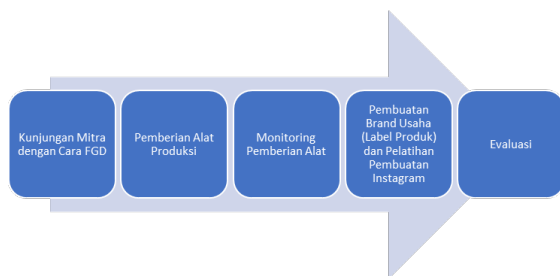 Kunjungan Mitra
dengan Cara FGD
Pemberian Alat
Produksi
Monitoring
Pemberian Alat
Pembuatan
Brand Usaha
(Label Produk)
dan Pelatihan
Pembuatan
Instagram
Evaluasi